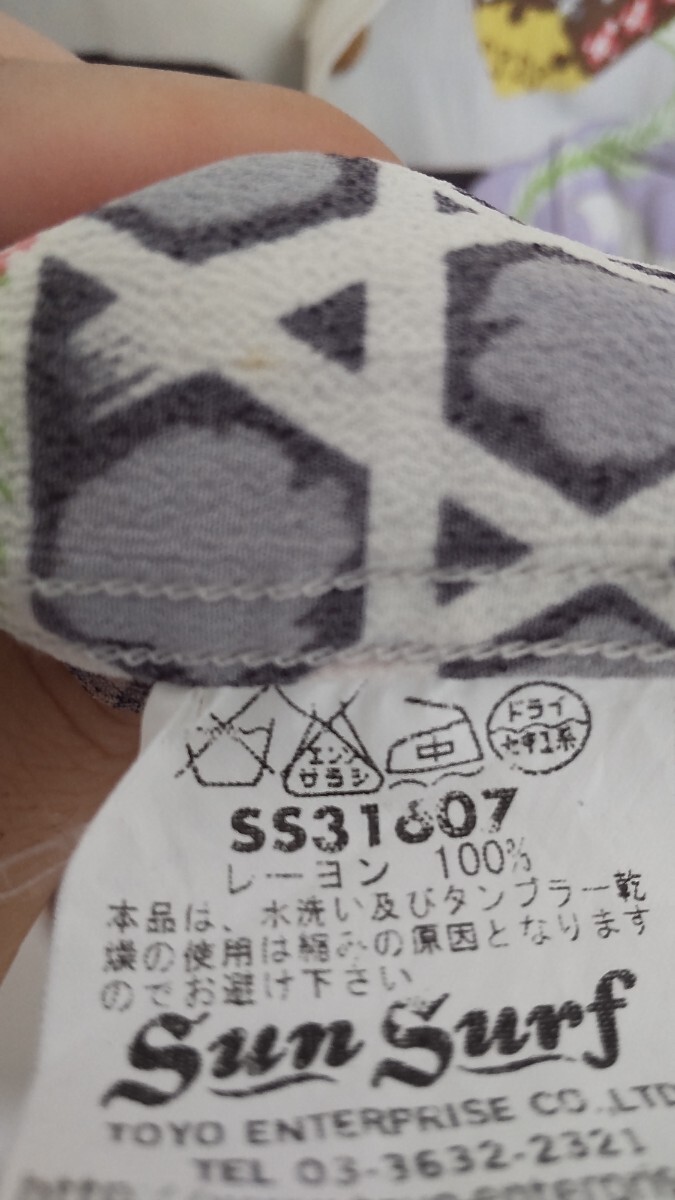 エンソ
サラシ
中
ドライ
セキユ系
SS31607
レーヨン 100%
本品は、水洗い及びタンブラー乾
燥の使用は縮みの原因となります
のでお避け下さい
Sun Surf
TOYO ENTERPRISE CO.,LTD
TEL 03-3632-2321